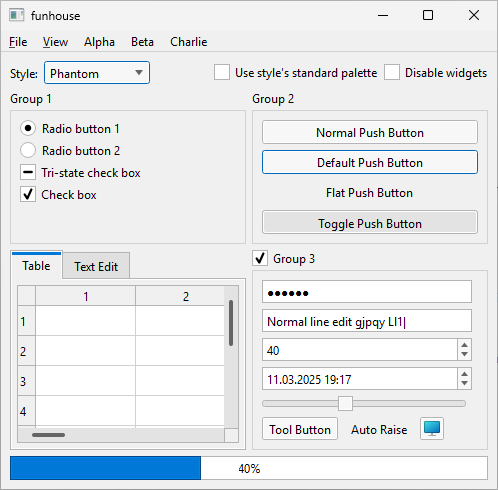 funhouse
File View Alpha Beta Charlie
Style: Phantom Use style's standard palette Disable widgets
Group 1
Radio button 1
Radio button 2
Tri-state check box
Check box
Group 2
Normal Push Button
Default Push Button
Flat Push Button
Toggle Push Button
Table Text Edit
1 2
1
2
3
4
Group 3
●●●●●●
Normal line edit gjpqy LI1|
40
11.03.2025 19:17
Tool Button Auto Raise
40%